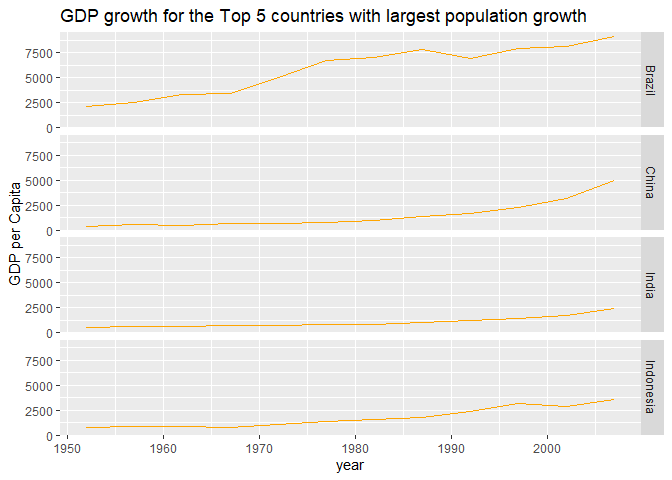 GDP growth for the Top 5 countries with largest population growth
GDP per Capita
7500
5000
2500
0
Brazil
7500
5000
2500
0
China
7500
5000
2500
0
India
7500
5000
2500
0
Indonesia
1950 1960 1970 1980 1990 2000
year